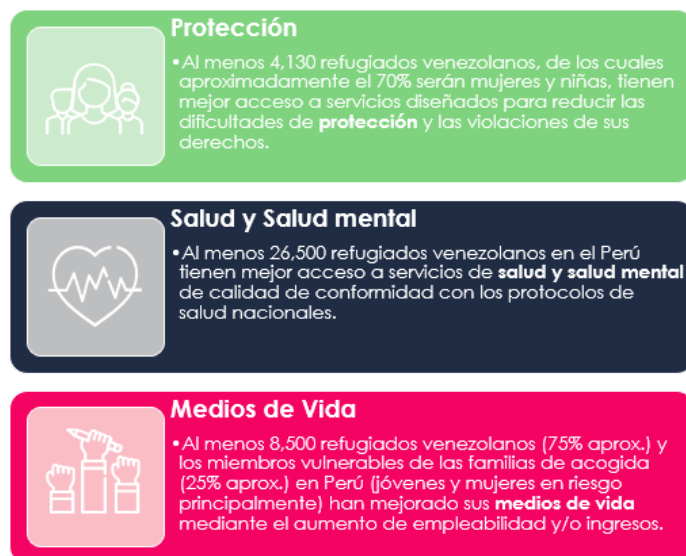 Protección
•Al menos 4,130 refugiados venezolanos, de los cuales
aproximadamente el 70% serán mujeres y niñas, tienen
mejor acceso a servicios diseñados para reducir las
dificultades de protección y las violaciones de sus
derechos.
Salud y Salud mental
•Al menos 26,500 refugiados venezolanos en el Perú
tienen mejor acceso a servicios de salud y salud mental
de calidad de conformidad con los protocolos de
salud nacionales.
Medios de Vida
•Al menos 8,500 refugiados venezolanos (75% aprox.) y
los miembros vulnerables de las familias de acogida
(25% aprox.) en Perú (jóvenes y mujeres en riesgo
principalmente) han mejorado sus medios de vida
mediante el aumento de empleabilidad y/o ingresos.